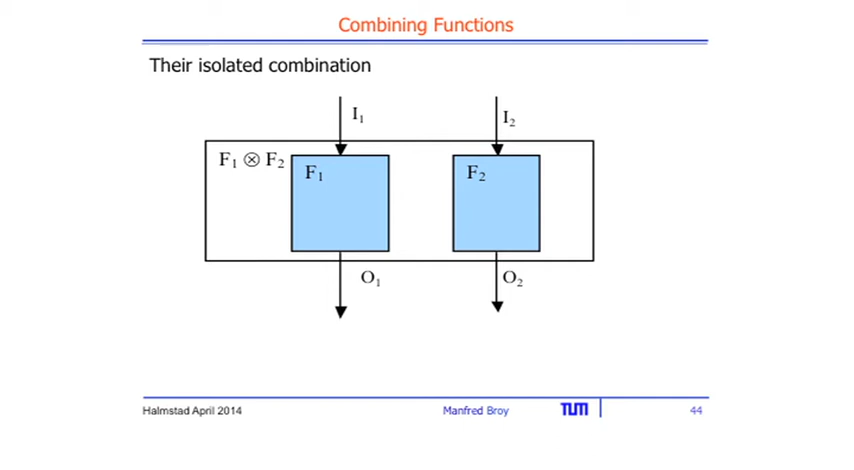 Combining Functions
Their isolated combination
I₁
I₂
F₁ ⊗ F₂
F₁
F₂
O₁
O₂
Halmstad April 2014
Manfred Broy
TUM
44